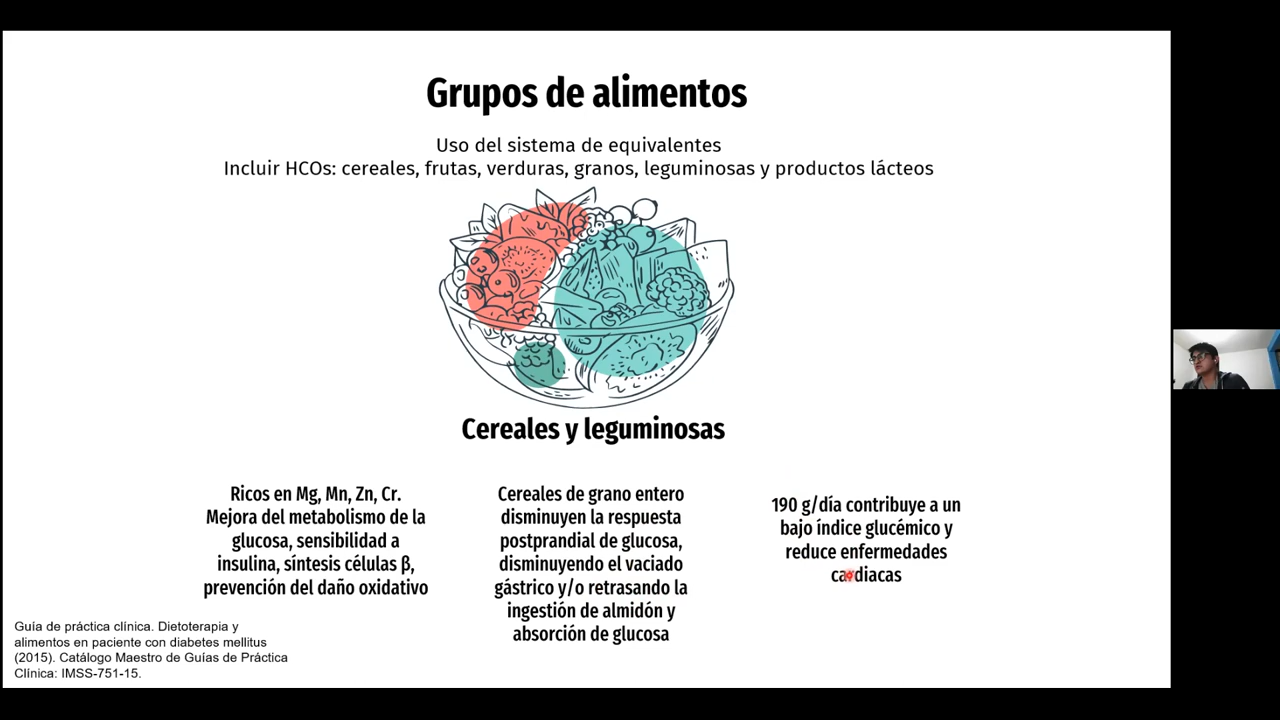 Grupos de alimentos
Uso del sistema de equivalentes
Incluir HCOs: cereales, frutas, verduras, granos, leguminosas y productos lácteos
Cereales y leguminosas
Ricos en Mg, Mn, Zn, Cr.
Mejora del metabolismo de la
glucosa, sensibilidad a
insulina, síntesis células β,
prevención del daño oxidativo
Cereales de grano entero
disminuyen la respuesta
postprandial de glucosa,
disminuyendo el vaciado
gástrico y/o retrasando la
ingestión de almidón y
absorción de glucosa
190 g/día contribuye a un
bajo índice glucémico y
reduce enfermedades
cardiacas
Guía de práctica clínica. Dietoterapia y
alimentos en paciente con diabetes mellitus
(2015). Catálogo Maestro de Guías de Práctica
Clínica: IMSS-751-15.